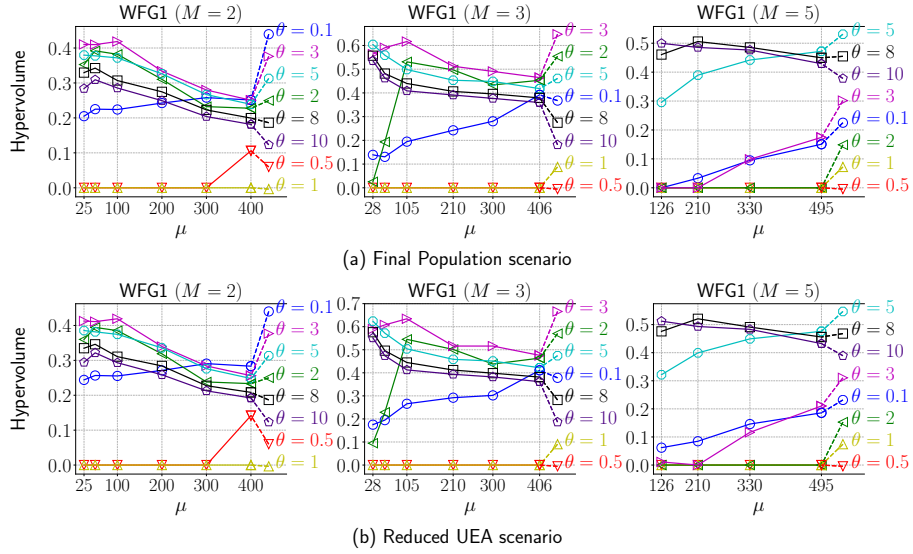 WFG1 (M = 2) WFG1 (M = 3) WFG1 (M = 5)
Hypervolume
0.4
0.3
0.2
0.1
0.0
25 100 200 300 400
μ
θ = 0.1
θ = 3
θ = 5
θ = 2
θ = 8
θ = 10
θ = 0.5
θ = 1
0.6
0.5
0.4
0.3
0.2
0.1
0.0
28 105 210 300 406
μ
θ = 3
θ = 2
θ = 5
θ = 0.1
θ = 8
θ = 10
θ = 1
θ = 0.5
0.5
0.4
0.3
0.2
0.1
0.0
126 210 330 495
μ
θ = 5
θ = 8
θ = 10
θ = 3
θ = 0.1
θ = 2
θ = 1
θ = 0.5
(a) Final Population scenario
WFG1 (M = 2) WFG1 (M = 3) WFG1 (M = 5)
Hypervolume
0.4
0.3
0.2
0.1
0.0
25 100 200 300 400
μ
θ = 0.1
θ = 3
θ = 5
θ = 2
θ = 8
θ = 10
θ = 0.5
θ = 1
0.7
0.6
0.5
0.4
0.3
0.2
0.1
0.0
28 105 210 300 406
μ
θ = 3
θ = 2
θ = 5
θ = 0.1
θ = 8
θ = 10
θ = 1
θ = 0.5
0.5
0.4
0.3
0.2
0.1
0.0
126 210 330 495
μ
θ = 5
θ = 8
θ = 10
θ = 3
θ = 0.1
θ = 2
θ = 1
θ = 0.5
(b) Reduced UEA scenario